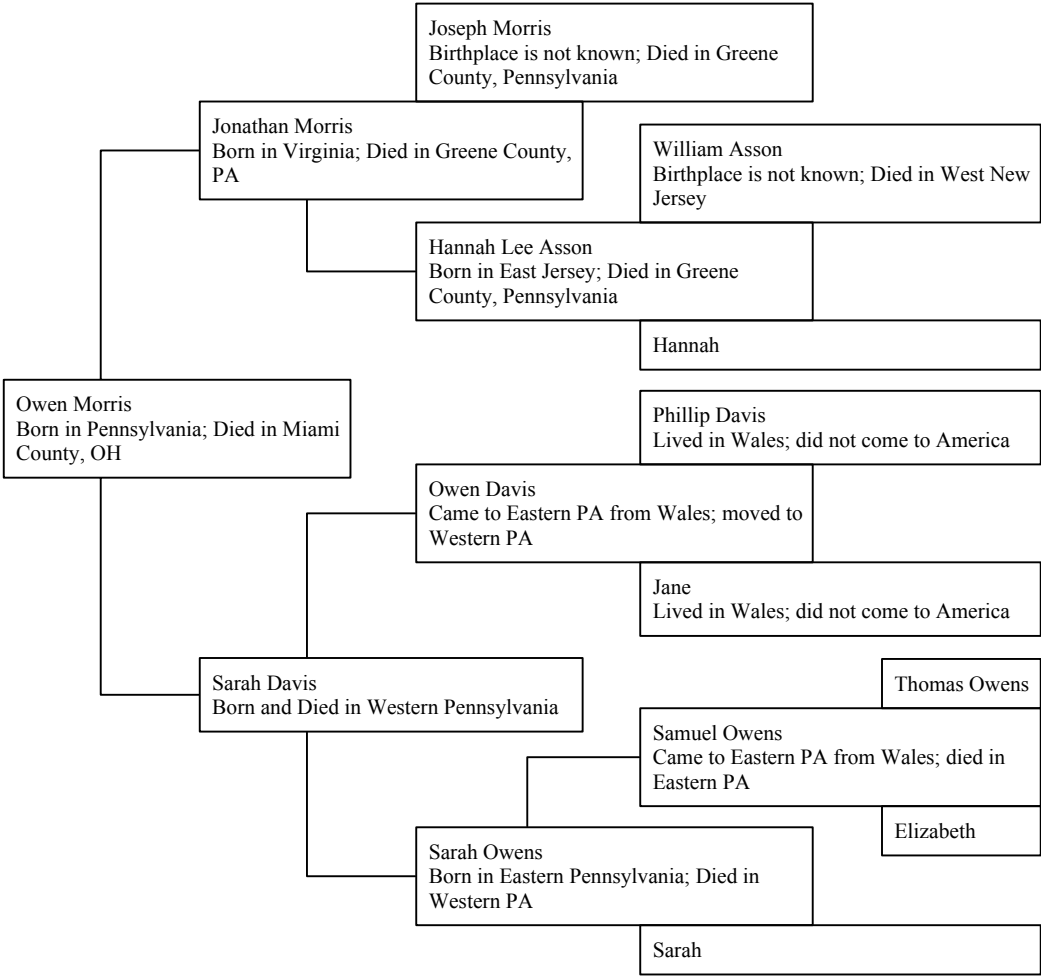 Joseph Morris
Birthplace is not known; Died in Greene
County, Pennsylvania
Jonathan Morris
Born in Virginia; Died in Greene County,
PA
William Asson
Birthplace is not known; Died in West New
Jersey
Hannah Lee Asson
Born in East Jersey; Died in Greene
County, Pennsylvania
Hannah
Owen Morris
Born in Pennsylvania; Died in Miami
County, OH
Phillip Davis
Lived in Wales; did not come to America
Owen Davis
Came to Eastern PA from Wales; moved to
Western PA
Jane
Lived in Wales; did not come to America
Sarah Davis
Born and Died in Western Pennsylvania
Thomas Owens
Samuel Owens
Came to Eastern PA from Wales; died in
Eastern PA
Elizabeth
Sarah Owens
Born in Eastern Pennsylvania; Died in
Western PA
Sarah